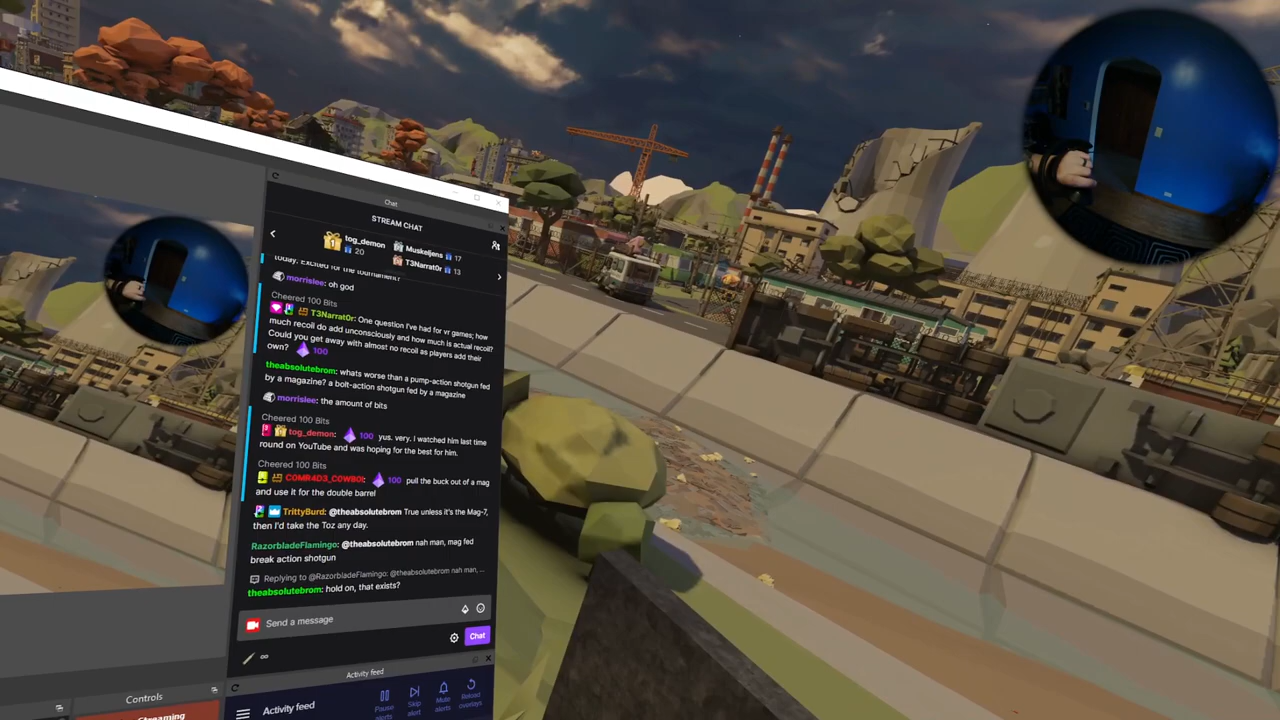 Chat
STREAM CHAT
tog_demon
20
Muskeljens 17
T3Narrat0r 13
today. Excited for the tournament?
morrislee: oh god
Cheered 100 Bits
T3Narrat0r: One question I've had for vr games; how
much recoil do add unconsciously and how much is actual recoil?
Could you get away with almost no recoil as players add their
own? 100
theabsolutebrom: whats worse than a pump-action shotgun fed
by a magazine? a bolt-action shotgun fed by a magazine
morrislee: the amount of bits
Cheered 100 Bits
tog_demon: 100 yus. very. I watched him last time
round on YouTube and was hoping for the best for him.
Cheered 100 Bits
C0MR4D3_C0WB0I: 100 pull the buck out of a mag
and use it for the double barrel
TrittyBurd: @theabsolutebrom True unless it's the Mag-7,
then I'd take the Toz any day.
RazorbladeFlamingo: @theabsolutebrom nah man, mag fed
break action shotgun
Replying to @RazorbladeFlamingo: @theabsolutebrom nah man, ...
theabsolutebrom: hold on, that exists?
Send a message
Chat
Activity feed
Controls
Streaming
Activity feed
Pause
alerts
Skip
alert
Mute
alerts
Reload
overlays